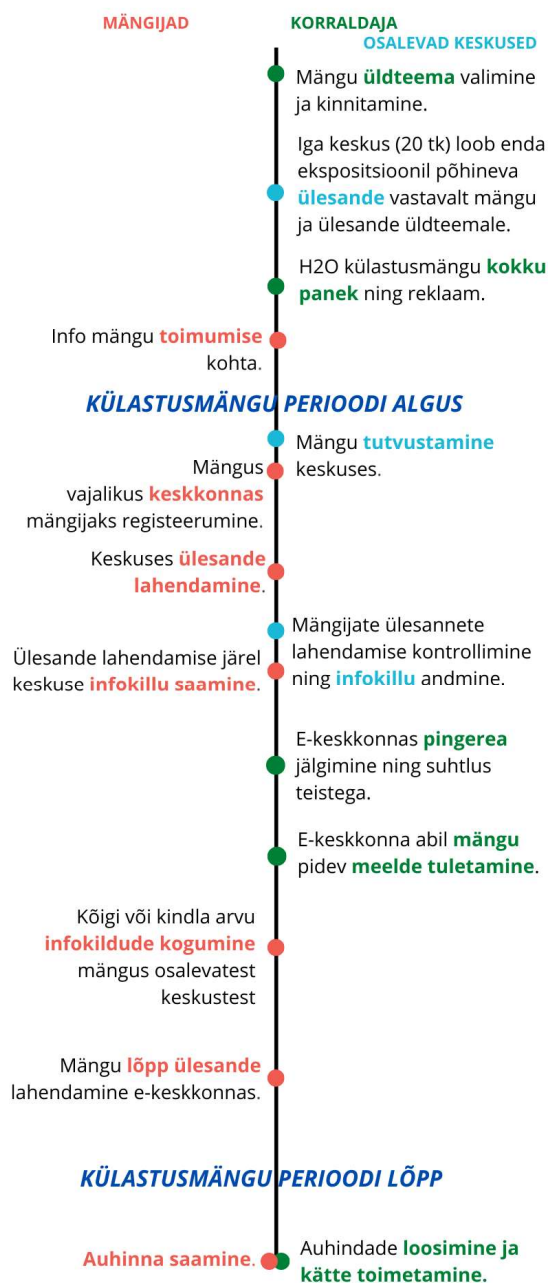 MÄNGIJAD
KORRALDAJA
OSALEVAD KESKUSED
Mängu üldteema valimine
ja kinnitamine.
Iga keskus (20 tk) loob enda
ekspositsioonil põhineva
ülesande vastavalt mängu
ja ülesande üldteemale.
H2O külastusmängu kokku
panek ning reklaam.
Info mängu toimumise
kohta.
KÜLASTUSMÄNGU PERIOODI ALGUS
Mängu tutvustamine
keskuses.
Mängus
vajalikus keskkonnas
mängijaks registeerumine.
Keskuses ülesande
lahendamine.
Mängijate ülesannete
lahendamise kontrollimine
ning infokillu andmine.
Ülesande lahendamise järel
keskuse infokillu saamine.
E-keskkonnas pingerea
jälgimine ning suhtlus
teistega.
E-keskkonna abil mängu
pidev meelde tuletamine.
Kõigi või kindla arvu
infokildude kogumine
mängus osalevatest
keskustest
Mängu lõpp ülesande
lahendamine e-keskkonnas.
KÜLASTUSMÄNGU PERIOODI LÕPP
Auhinna saamine.
Auhindade loosimine ja
kätte toimetamine.